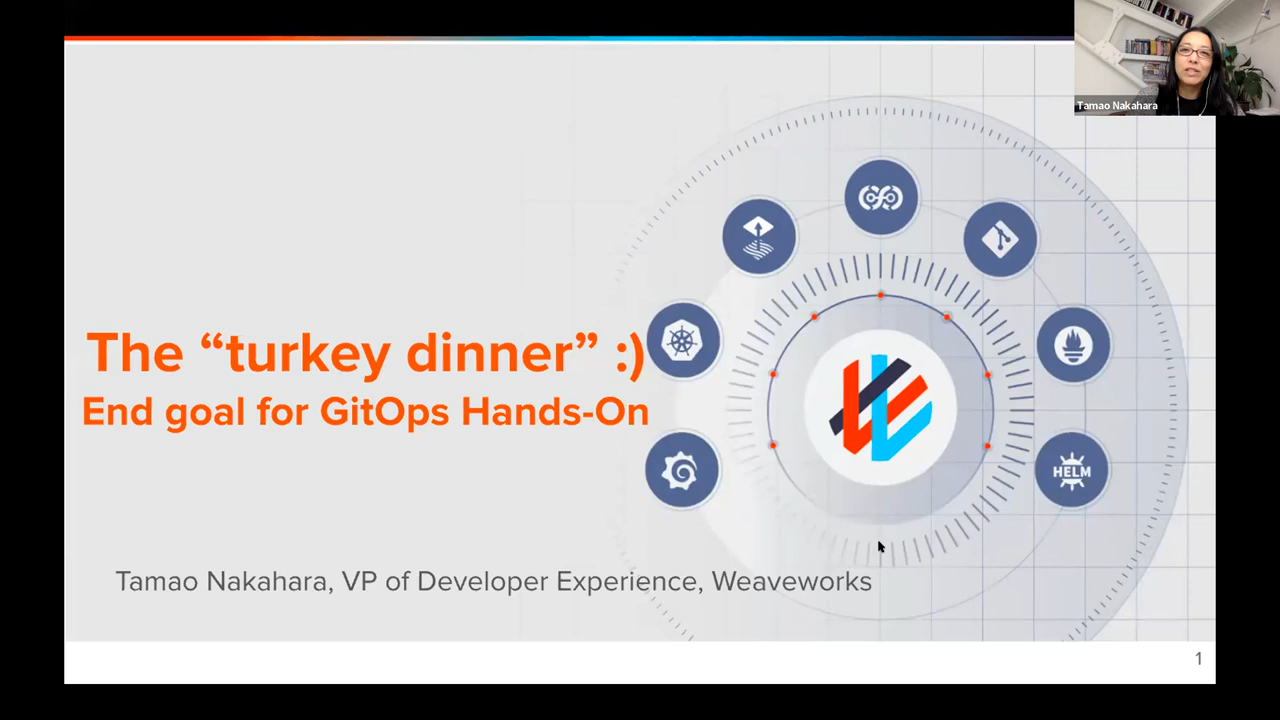 Tamao Nakahara
The “turkey dinner” :)
End goal for GitOps Hands-On
HELM
Tamao Nakahara, VP of Developer Experience, Weaveworks
1